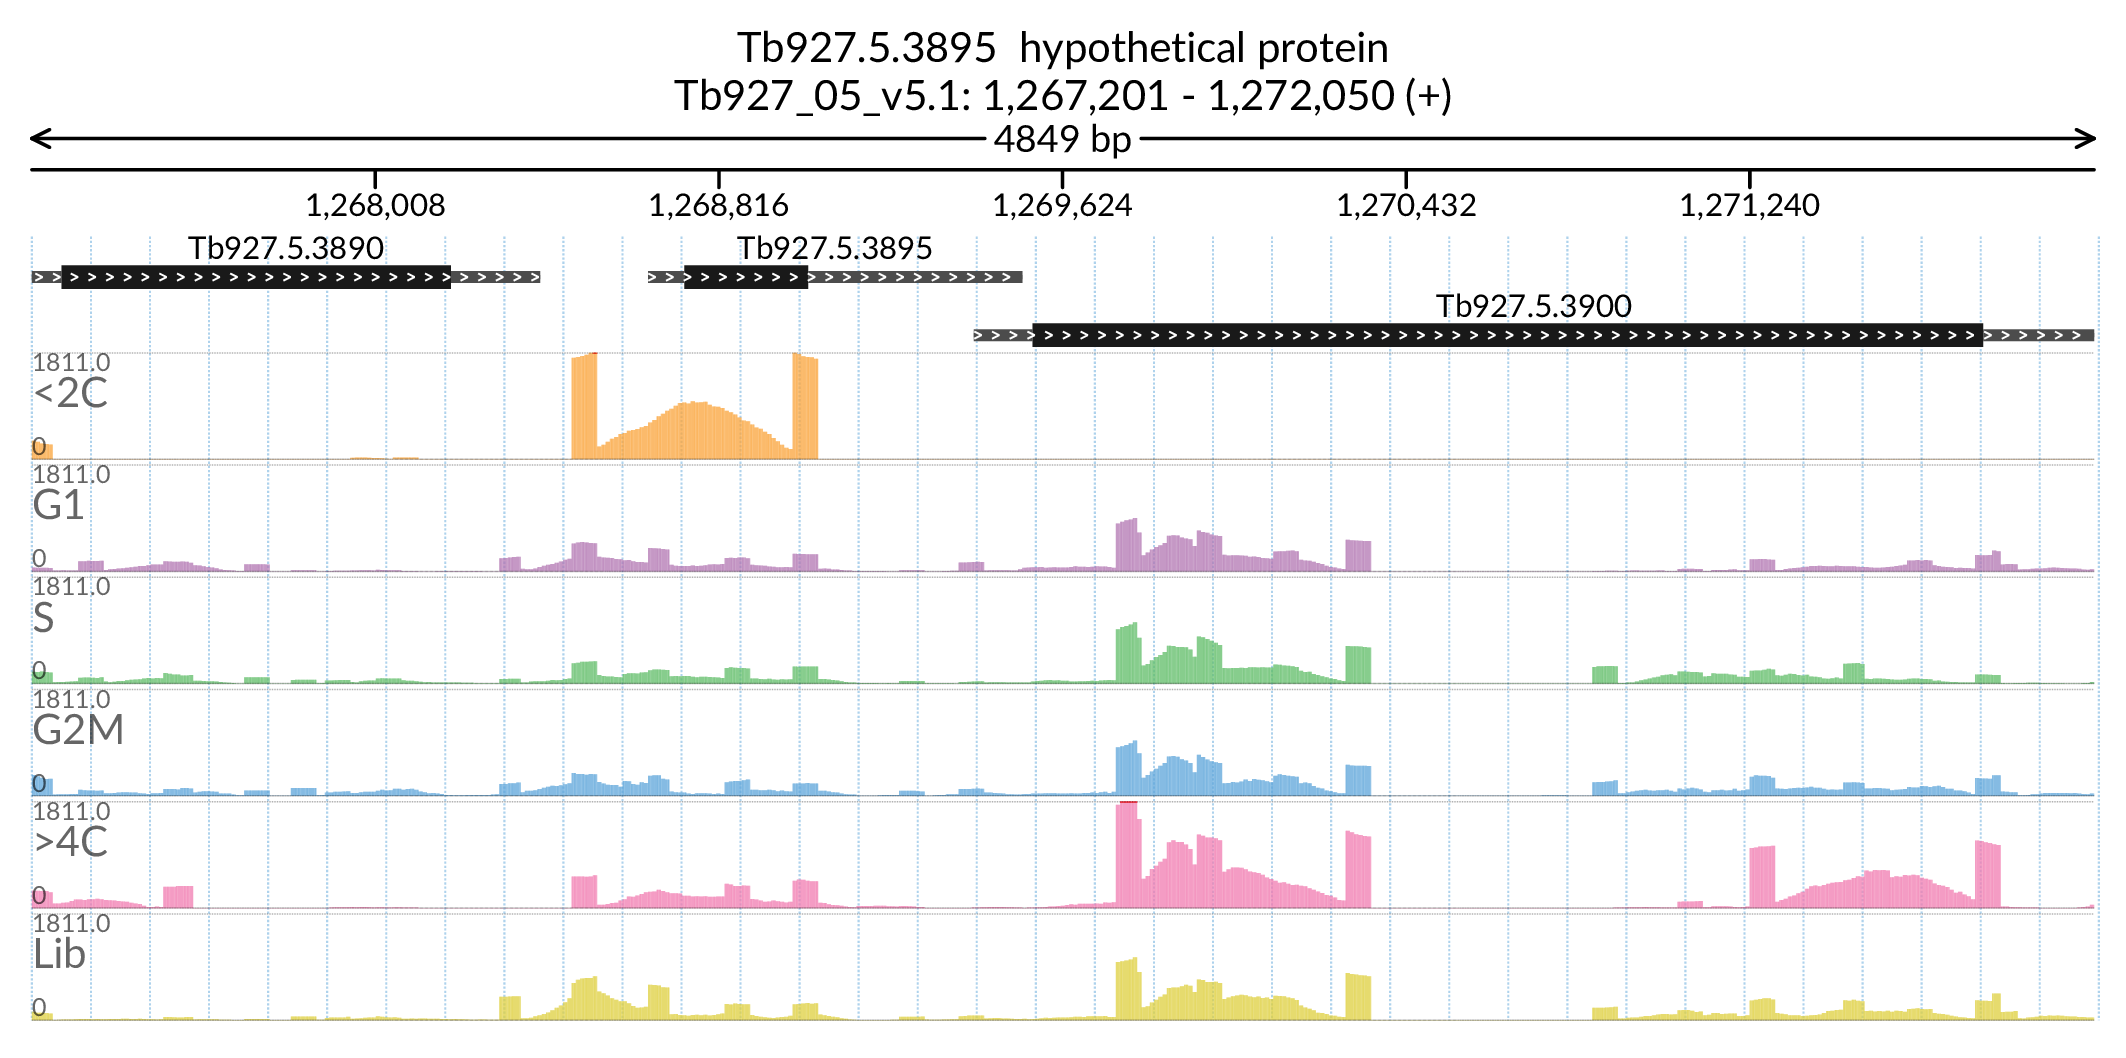 Tb927.5.3895  hypothetical protein
Tb927_05_v5.1: 1,267,201 - 1,272,050 (+)
4849 bp
1,268,008 1,268,816 1,269,624 1,270,432 1,271,240
Tb927.5.3890 Tb927.5.3895
Tb927.5.3900
1811.0
<2C
0
1811.0
G1
0
1811.0
S
0
1811.0
G2M
0
1811.0
>4C
0
1811.0
Lib
0